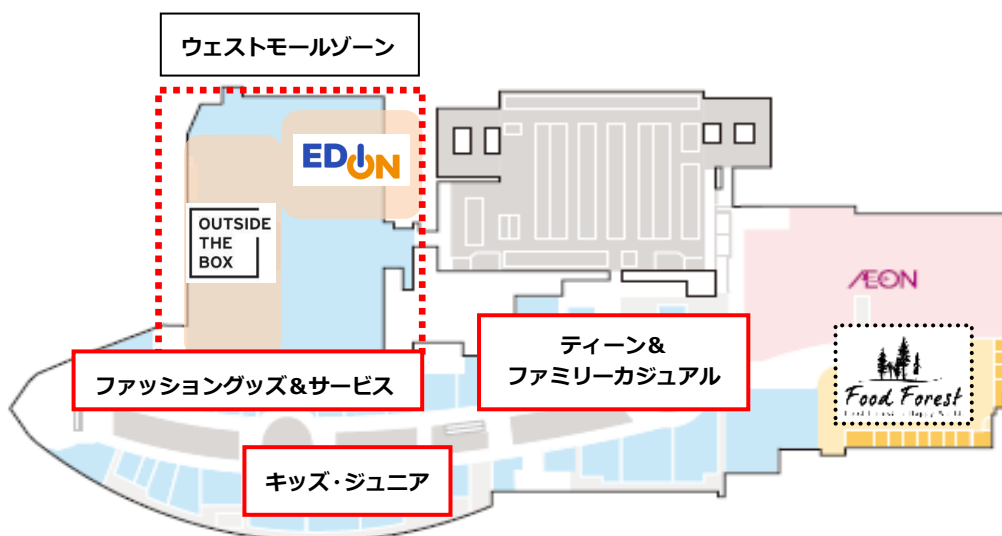 ウェストモールゾーン
EDION
OUTSIDE
THE
BOX
ÆON
ティーン&
ファミリーカジュアル
ファッショングッズ&サービス
Food Forest
キッズ・ジュニア